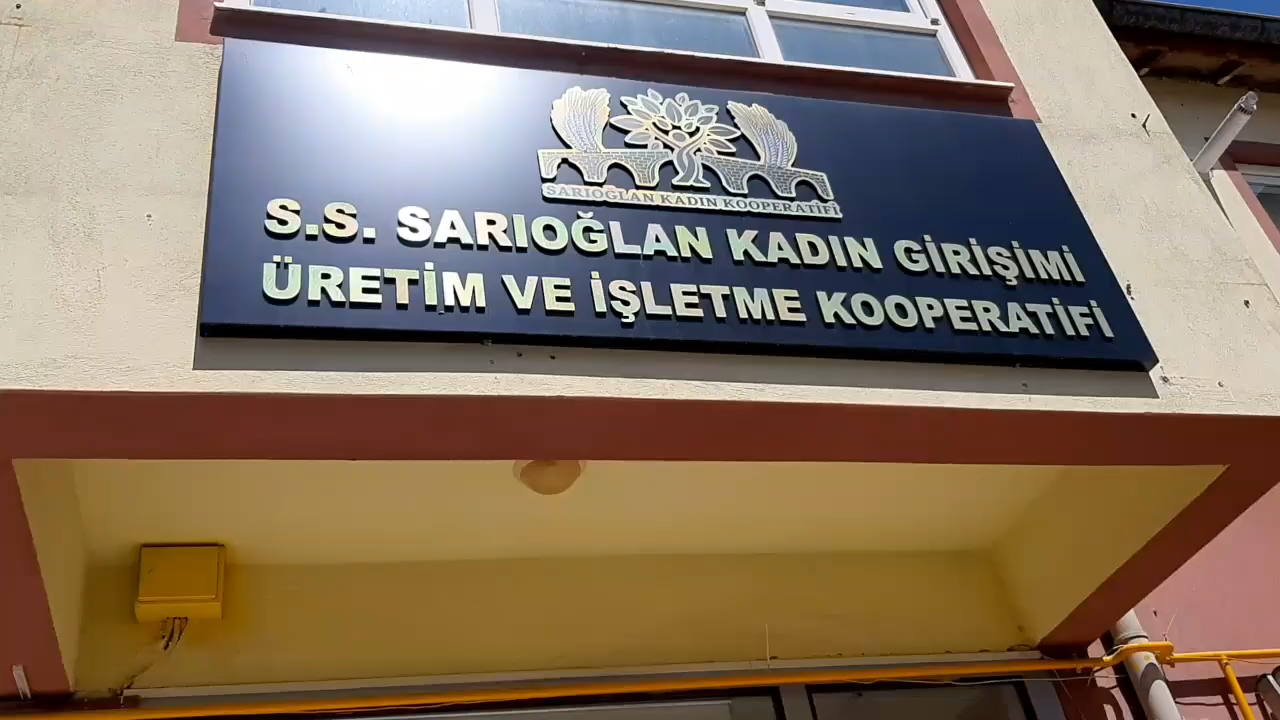 SARIOĞLAN KADIN KOOPERATİFİ
S.S. SARIOĞLAN KADIN GİRİŞİMİ
ÜRETİM VE İŞLETME KOOPERATİFİ